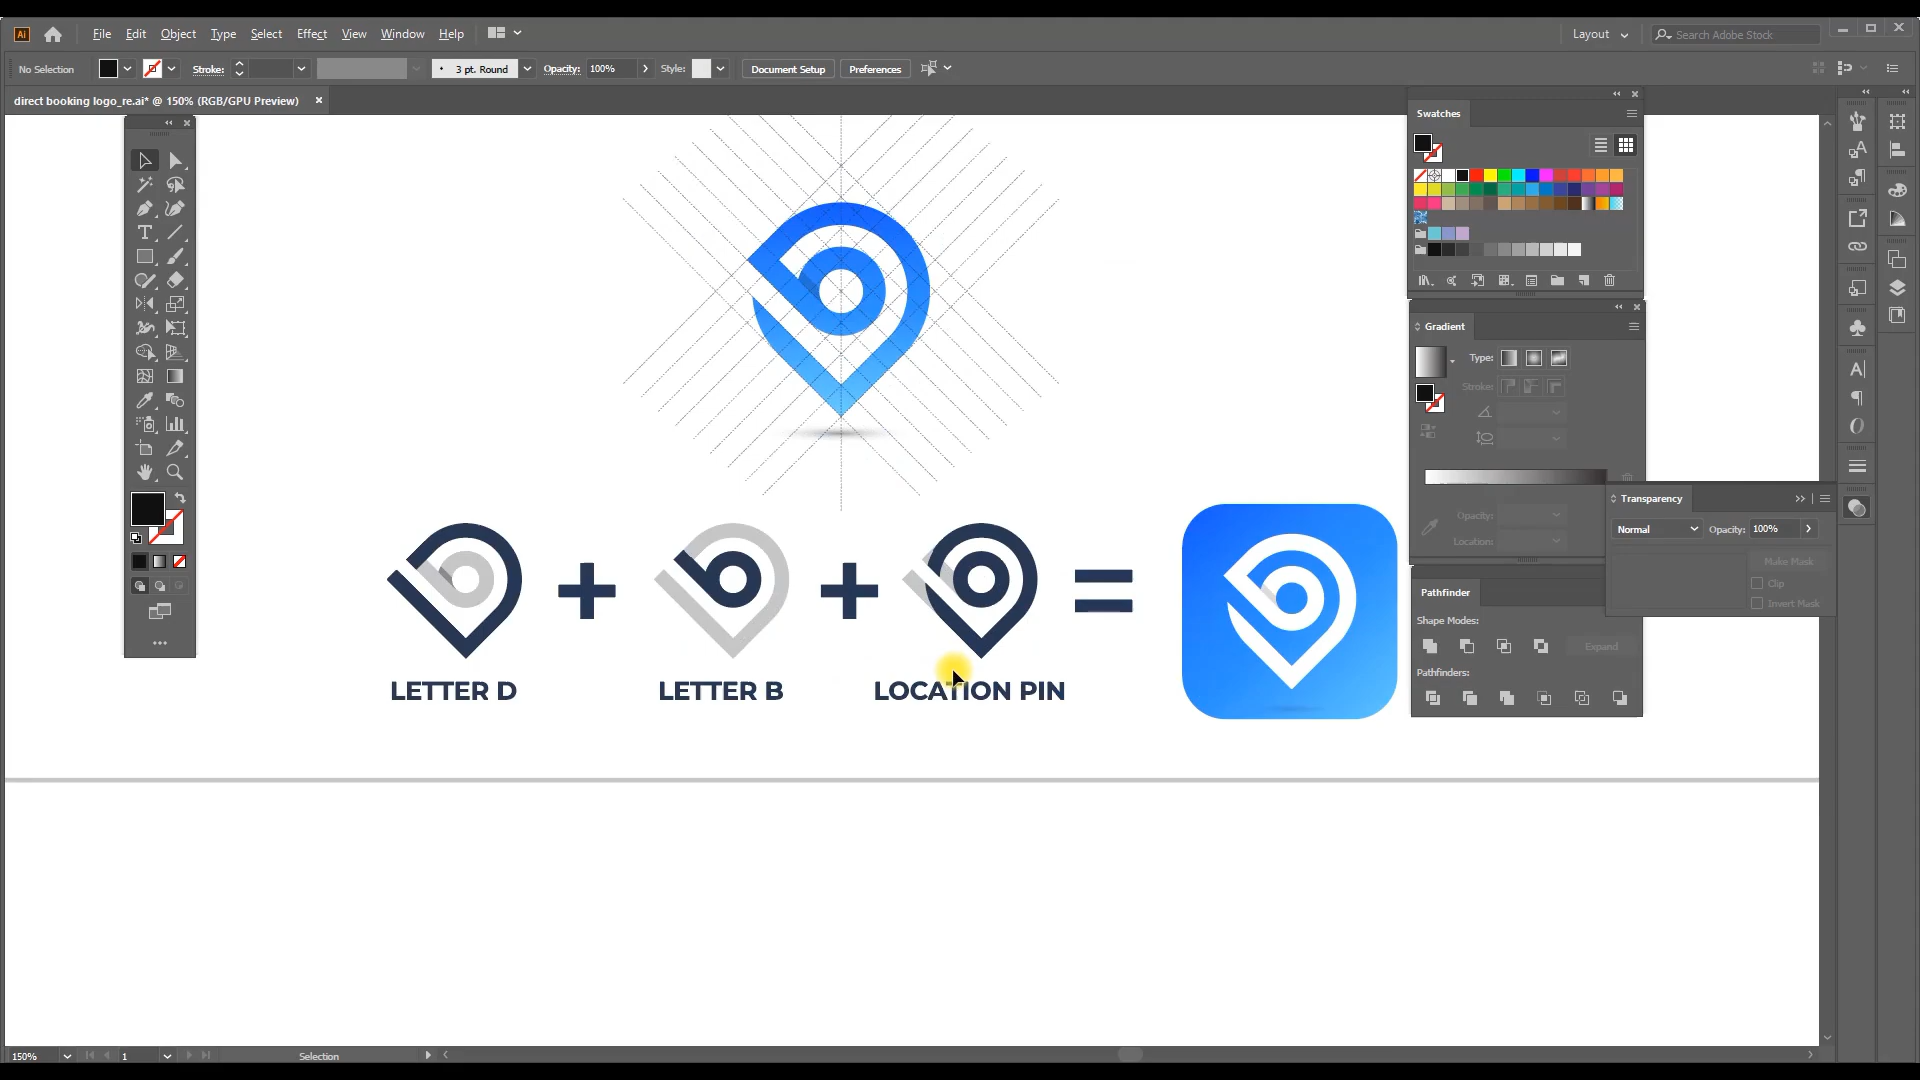 Ai
File Edit Object Type Select Effect View Window Help
Layout
Search Adobe Stock
No Selection
Stroke:
3 pt. Round
Opacity: 100%
Style:
Document Setup
Preferences
direct booking logo_re.ai* @ 150% (RGB/GPU Preview)
Swatches
Gradient
Type:
Stroke:
Opacity:
Location:
Transparency
Normal
Opacity: 100%
Make Mask
Clip
Invert Mask
Pathfinder
Shape Modes:
Expand
Pathfinders:
LETTER D
LETTER B
LOCATION PIN
150%
1
Selection